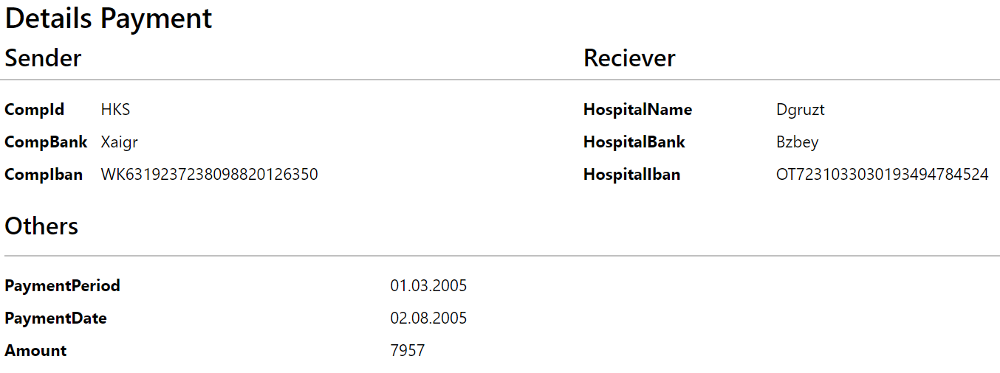 Details Payment
Sender
CompId HKS
CompBank Xaigr
CompIban WK6319237238098820126350
Reciever
HospitalName Dgruzt
HospitalBank Bzbey
HospitalIban OT7231033030193494784524
Others
PaymentPeriod 01.03.2005
PaymentDate 02.08.2005
Amount 7957